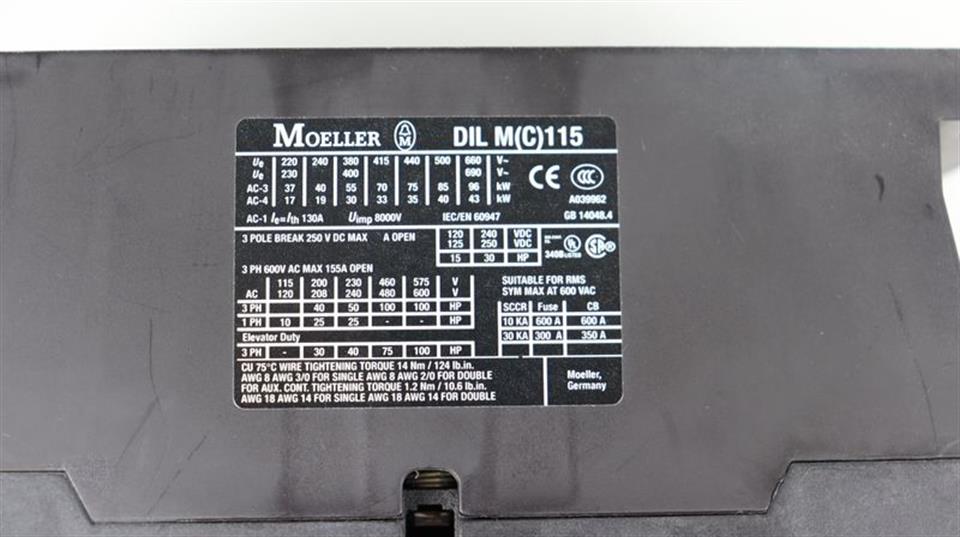 MOELLER M DIL M(C)115
Ue 220 240 380 415 440 500 660 V~
Ue 230 400 690 V~
AC-3 37 40 55 70 75 85 96 kW
AC-4 17 19 30 33 35 40 43 kW
CE CCC
A039962
AC-1 Ie=Ith 130A Uimp 8000V IEC/EN 60947 GB 14048.4
3 POLE BREAK 250 V DC MAX A OPEN
120 240 VDC
125 250 VDC
15 30 HP
340B LISTED
3 PH 600V AC MAX 155A OPEN
115 200 230 460 575 V
AC 120 208 240 480 600 V
3 PH 40 50 100 100 HP
1 PH 10 25 25 - - HP
Elevator Duty
3 PH - 30 40 75 100 HP
SUITABLE FOR RMS
SYM MAX AT 600 VAC
SCCR Fuse CB
10 KA 600 A 600 A
30 KA 300 A 350 A
CU 75°C WIRE TIGHTENING TORQUE 14 Nm / 124 lb.in.
AWG 8 AWG 3/0 FOR SINGLE AWG 8 AWG 2/0 FOR DOUBLE
FOR AUX. CONT. TIGHTENING TORQUE 1.2 Nm / 10.6 lb.in.
AWG 18 AWG 14 FOR SINGLE AWG 18 AWG 14 FOR DOUBLE
Moeller,
Germany